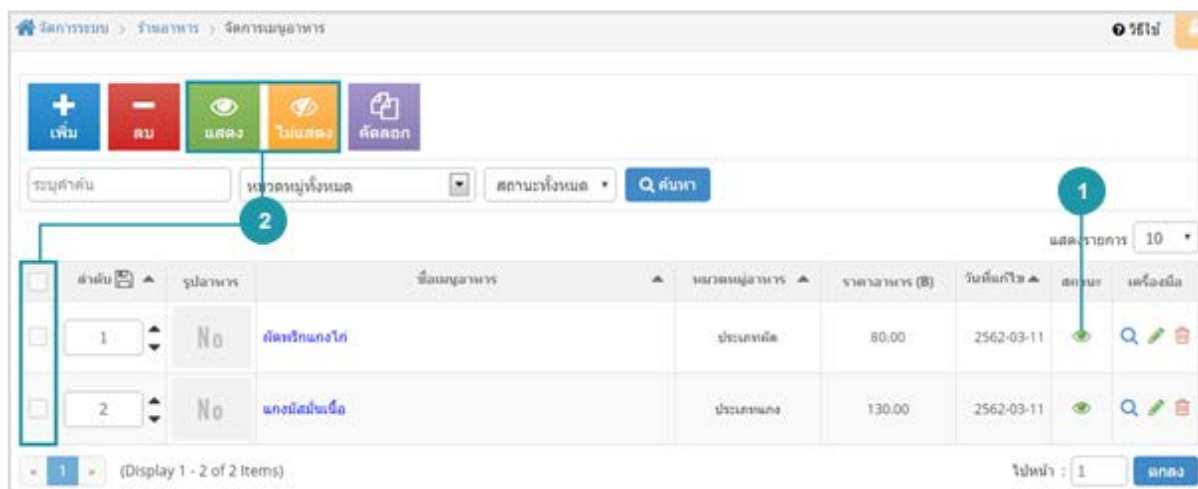 จัดการระบบ > ร้านอาหาร > จัดการเมนูอาหาร วิธีใช้
เพิ่ม ลบ แสดง ไม่แสดง คัดลอก
ระบุคำค้น หมวดหมู่ทั้งหมด สถานะทั้งหมด ค้นหา
2 1
แสดงรายการ 10
ลำดับ รูปอาหาร ชื่อเมนูอาหาร หมวดหมู่อาหาร ราคาอาหาร (฿) วันที่แก้ไข สถานะ เครื่องมือ
1 No ผัดพริกแกงไก่ ประเภทผัด 80.00 2562-03-11
2 No แกงมัสมั่นเนื้อ ประเภทแกง 130.00 2562-03-11
« 1 » (Display 1 - 2 of 2 Items) ไปหน้า : 1 ตกลง